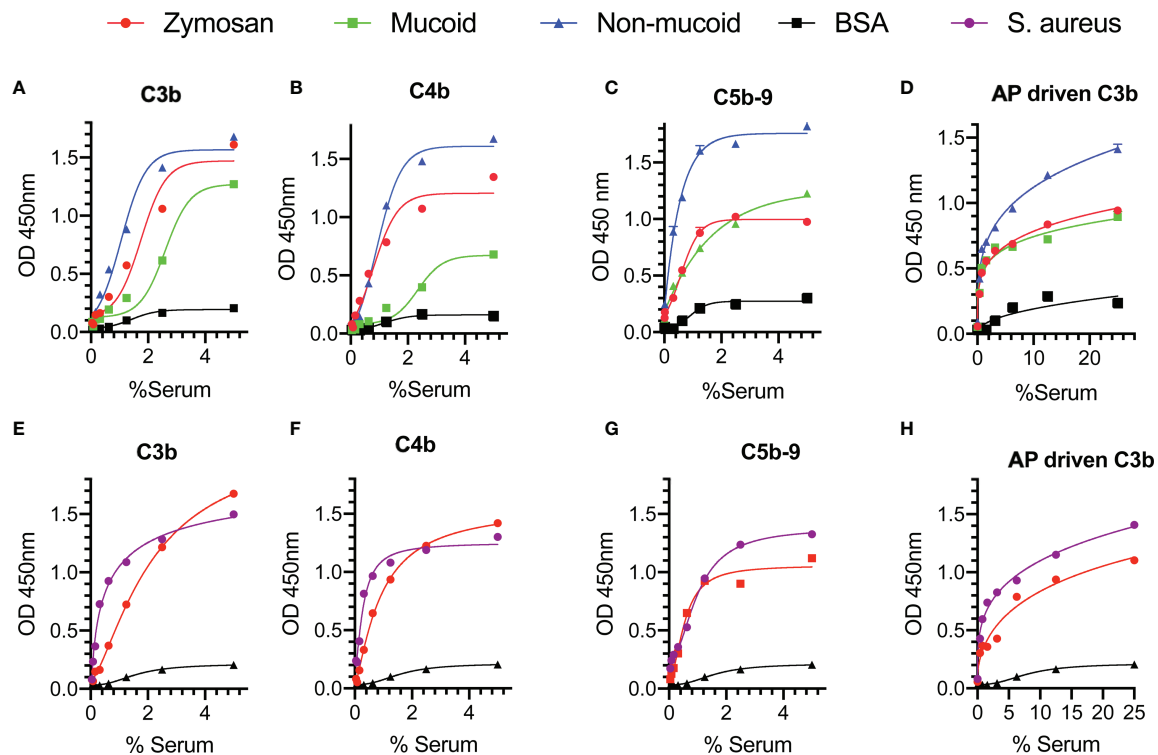 Zymosan Mucoid Non-mucoid BSA S. aureus
A C3b
B C4b
C C5b-9
D AP driven C3b
OD 450nm
1.5
1.0
0.5
0.0
0 2 4
%Serum
OD 450nm
1.5
1.0
0.5
0.0
0 2 4
%Serum
OD 450 nm
1.5
1.0
0.5
0.0
0 2 4
%Serum
OD 450 nm
1.5
1.0
0.5
0.0
0 10 20
%Serum
E C3b
F C4b
G C5b-9
H AP driven C3b
OD 450nm
1.5
1.0
0.5
0.0
0 2 4
% Serum
OD 450nm
1.5
1.0
0.5
0.0
0 2 4
% Serum
OD 450nm
1.5
1.0
0.5
0.0
0 2 4
% Serum
OD 450nm
1.5
1.0
0.5
0.0
0 5 10 15 20 25
% Serum